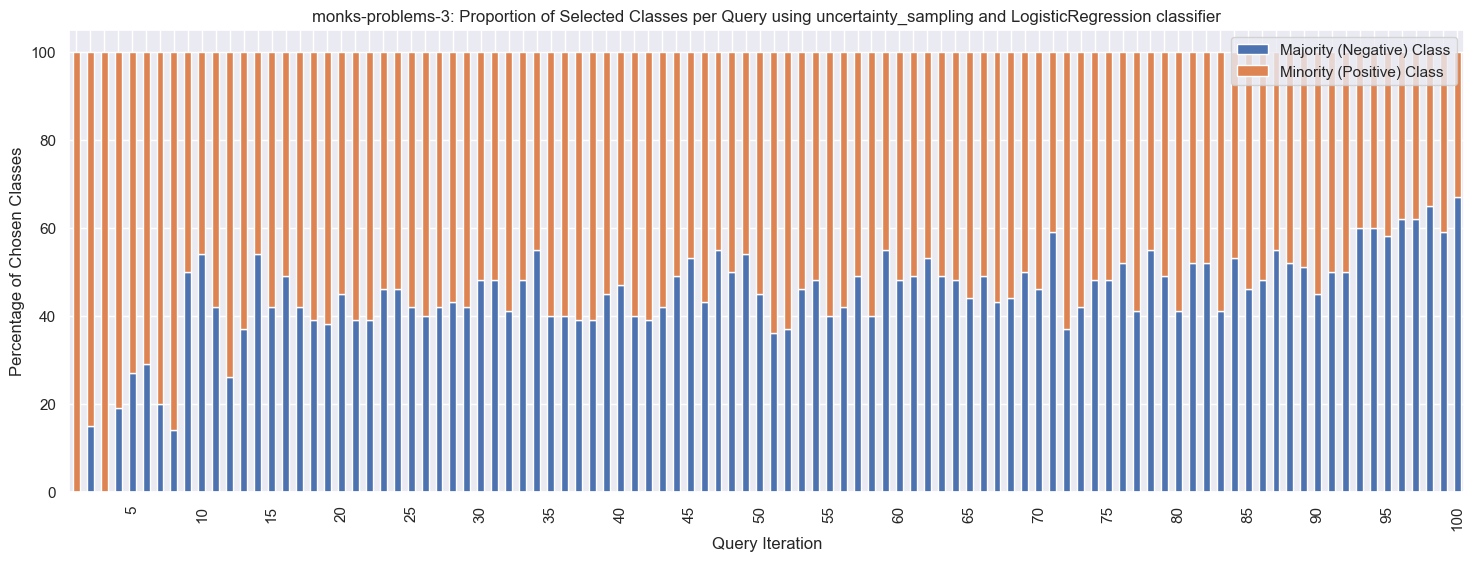 monks-problems-3: Proportion of Selected Classes per Query using uncertainty_sampling and LogisticRegression classifier
Majority (Negative) Class
Minority (Positive) Class
Percentage of Chosen Classes
100
80
60
40
20
0
5 10 15 20 25 30 35 40 45 50 55 60 65 70 75 80 85 90 95 100
Query Iteration